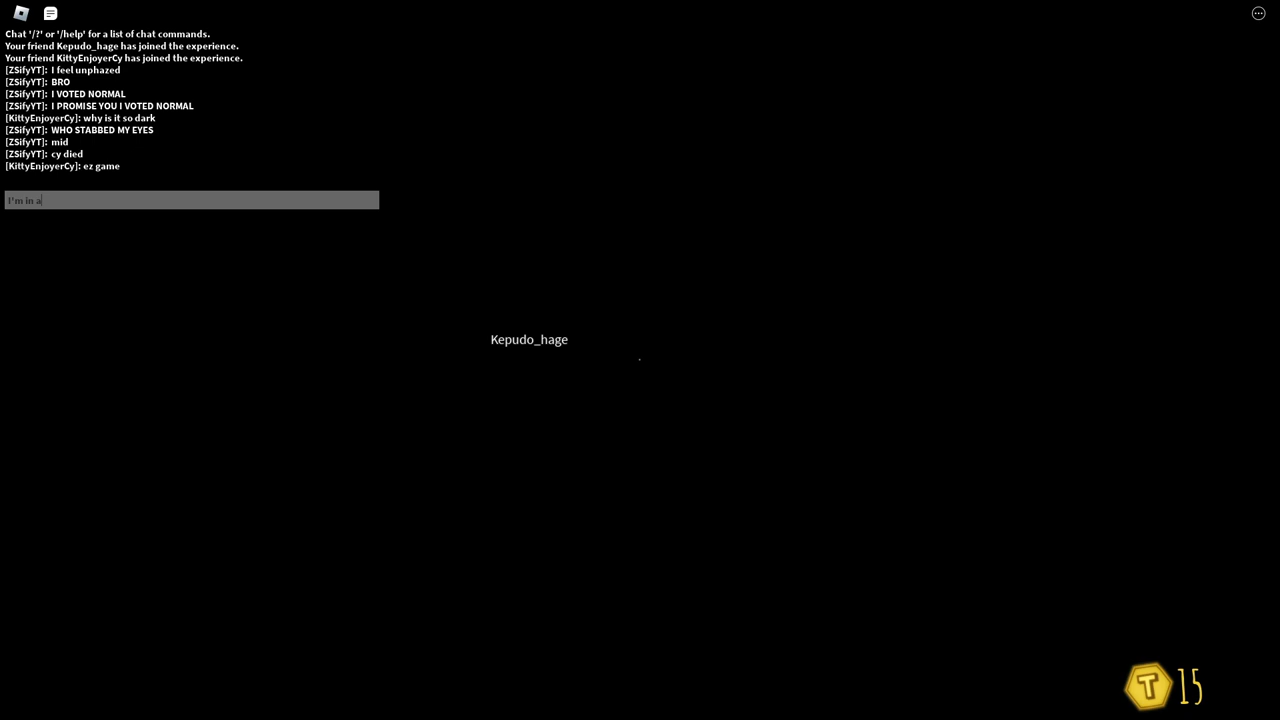 Chat '/?' or '/help' for a list of chat commands.
Your friend Kepudo_hage has joined the experience.
Your friend KittyEnjoyerCy has joined the experience.
[ZSifyYT]: I feel unphazed
[ZSifyYT]: BRO
[ZSifyYT]: I VOTED NORMAL
[ZSifyYT]: I PROMISE YOU I VOTED NORMAL
[KittyEnjoyerCy]: why is it so dark
[ZSifyYT]: WHO STABBED MY EYES
[ZSifyYT]: mid
[ZSifyYT]: cy died
[KittyEnjoyerCy]: ez game
I'm in a
Kepudo_hage
T 15